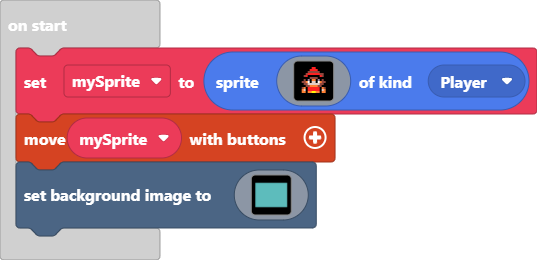 on start
set mySprite to sprite of kind Player
move mySprite with buttons
set background image to